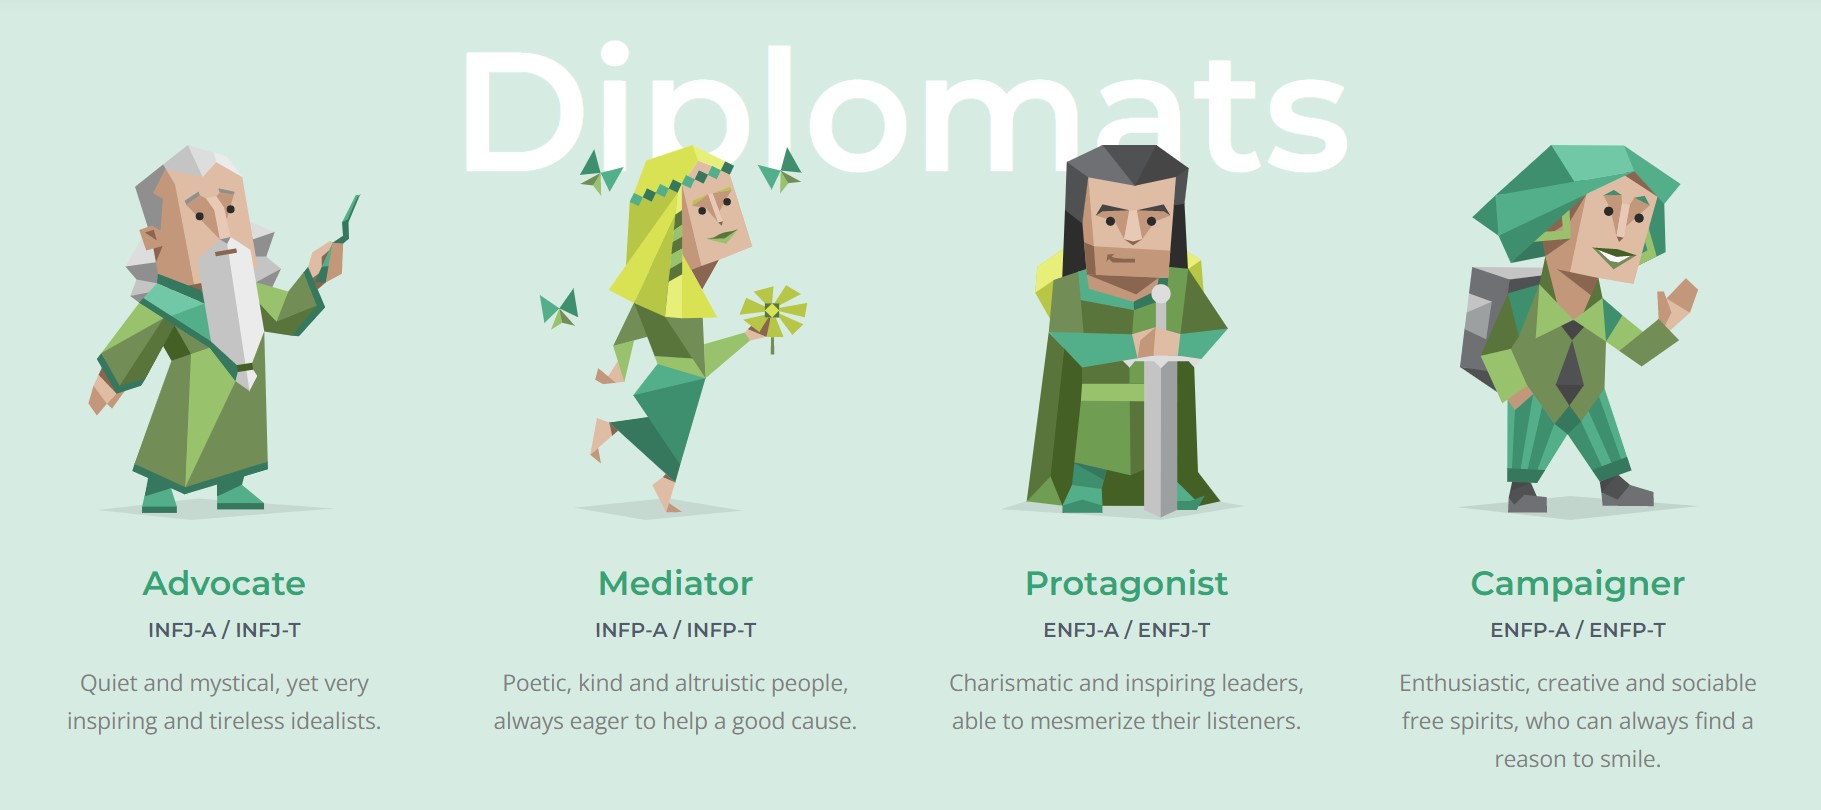 Diplomats
Advocate
INFJ-A / INFJ-T
Quiet and mystical, yet very
inspiring and tireless idealists.
Mediator
INFP-A / INFP-T
Poetic, kind and altruistic people,
always eager to help a good cause.
Protagonist
ENFJ-A / ENFJ-T
Charismatic and inspiring leaders,
able to mesmerize their listeners.
Campaigner
ENFP-A / ENFP-T
Enthusiastic, creative and sociable
free spirits, who can always find a
reason to smile.